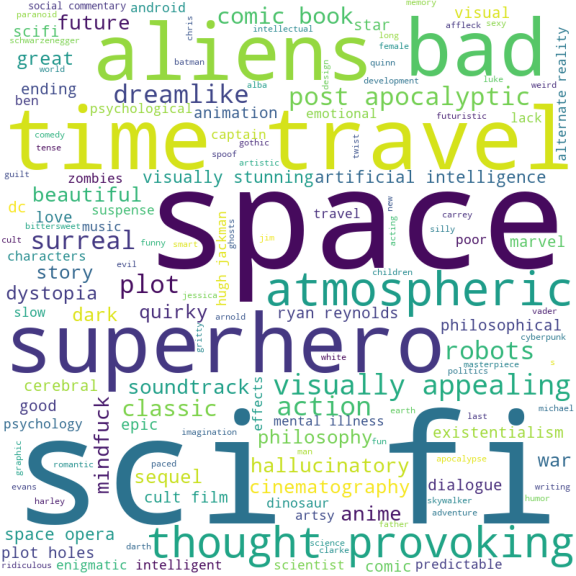 social commentary android chris intellectual memory
paranoid affleck sexy
future comic book star visual
scifi
schwarzenegger batman long female quinn luke
aliens bad
great world alba design development weird
ending dreamlike post apocalyptic alternate reality
ben psychological animation emotional futuristic lack
captain
time travel
comedy gothic twist
tense spoof artistic
guilt zombies visually stunning artificial intelligence
beautiful space travel new carrey
dc suspense acting
love music hugh jackman ghosts jim silly poor marvel
cult bittersweet funny smart
surreal
characters evil children
story plot atmospheric
dystopia jessica
slow dark quirky ryan reynolds vader
arnold philosophical
superhero gritty cyberpunk
robots
white masterpiece s
cerebral politics
soundtrack visually appealing
good mindfuck classic effects action earth last michael
psychology epic mental illness existentialism
imagination philosophy fun
sci fi
graphic romantic paced man apocalypse
sequel hallucinatory war
evans harley cult film cinematography dialogue writing
dinosaur skywalker humor
artsy anime father adventure
space opera darth thought provoking
science clarke
plot holes comic predictable
ridiculous enigmatic intelligent scientist